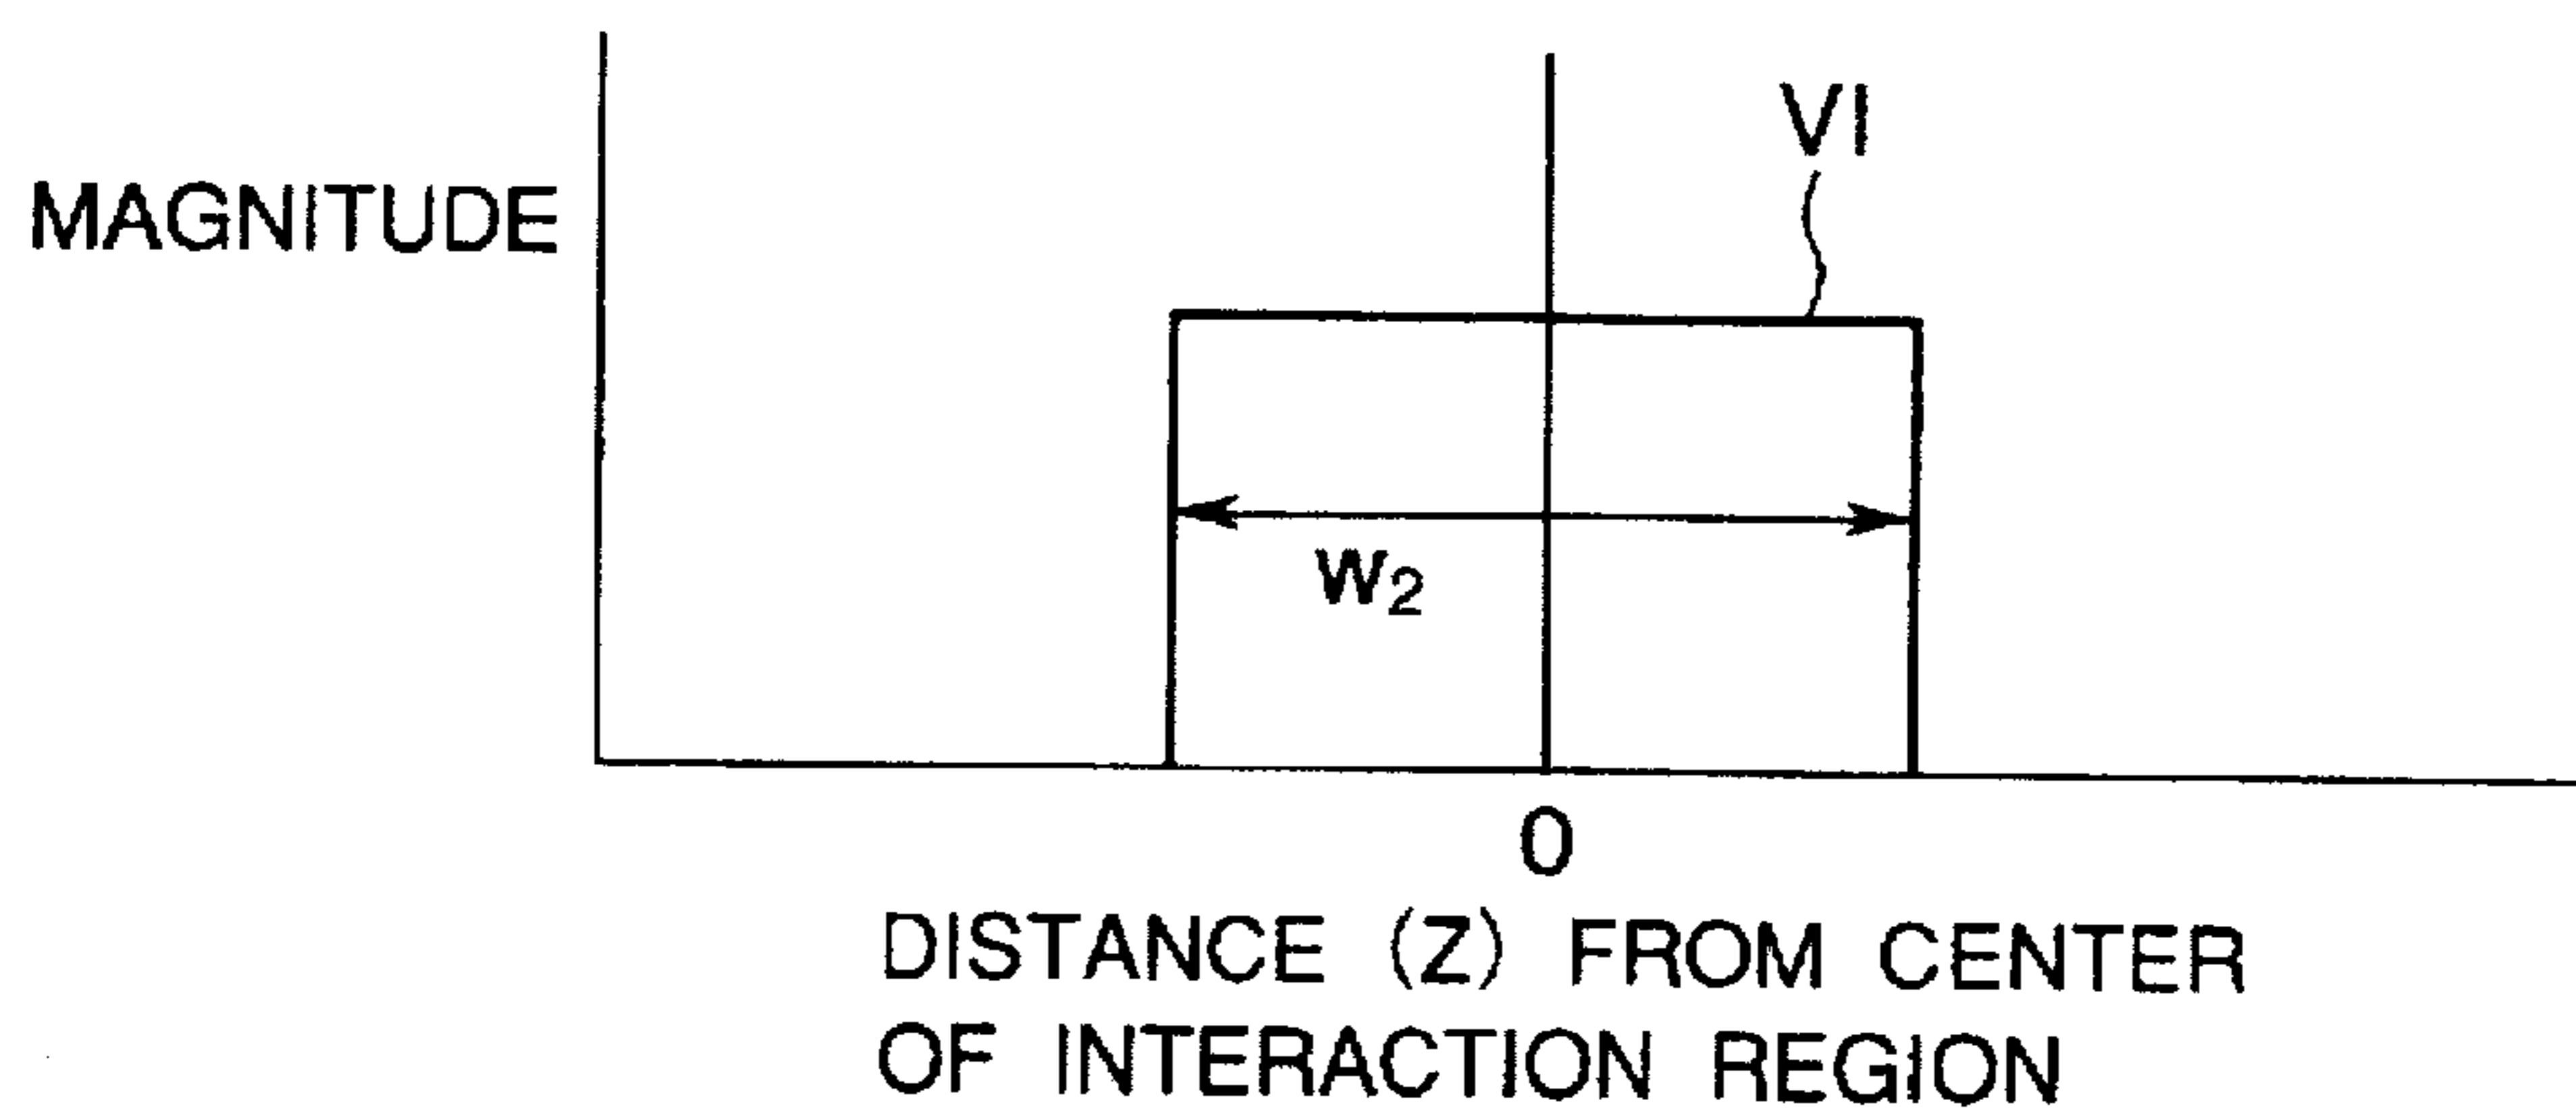 VI
MAGNITUDE
W2
0
DISTANCE (Z) FROM CENTER
OF INTERACTION REGION